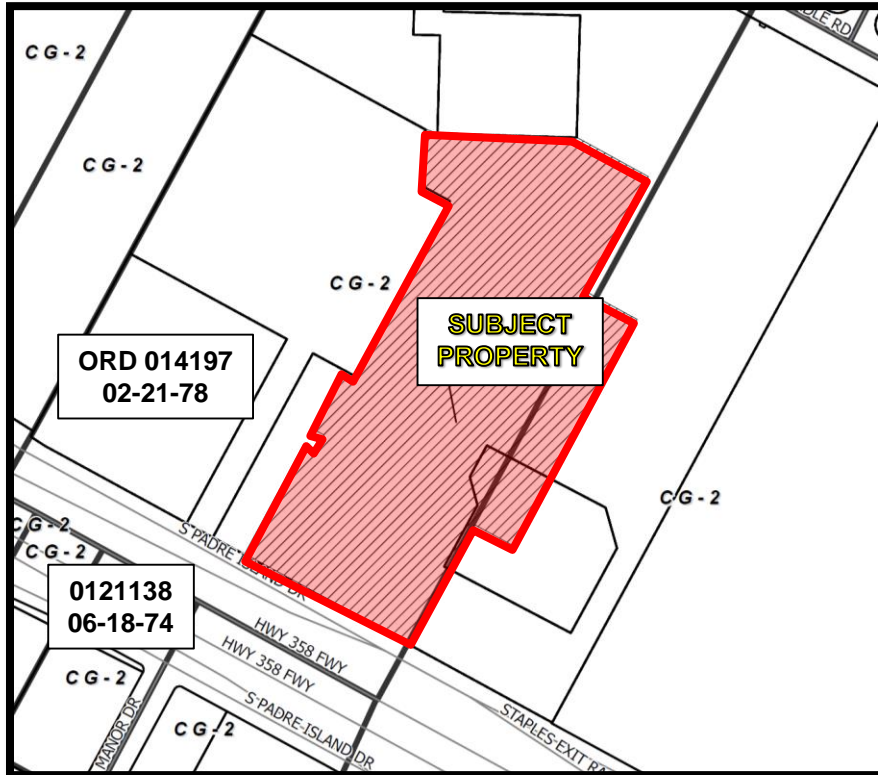 DLE RD
CG-2
CG-2
CG-2
SUBJECT
PROPERTY
ORD 014197
02-21-78
CG-2
CG-2
CG-2
S PADRE ISLAND DR
0121138
06-18-74
HWY 358 FWY
HWY 358 FWY
CG-2
S PADRE ISLAND DR
STAPLES-EXIT RA
MANOR DR
CG-2